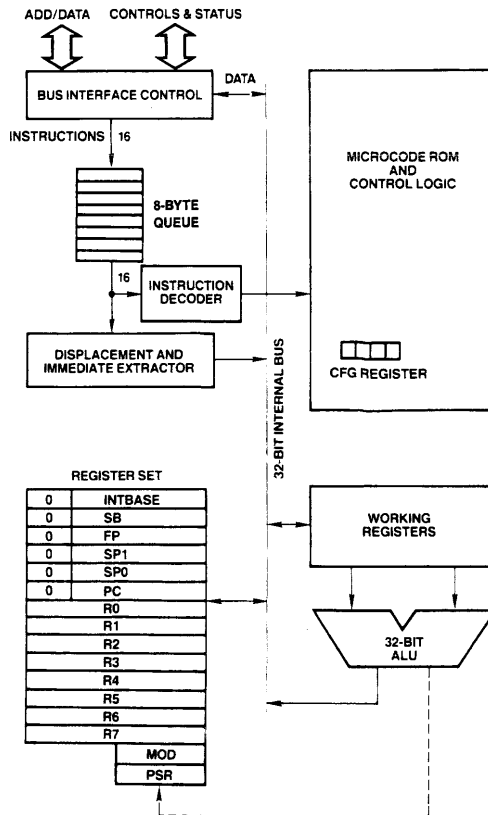 ADD/DATA
CONTROLS & STATUS
BUS INTERFACE CONTROL
DATA
INSTRUCTIONS
16
8-BYTE
QUEUE
16
INSTRUCTION
DECODER
MICROCODE ROM
AND
CONTROL LOGIC
DISPLACEMENT AND
IMMEDIATE EXTRACTOR
CFG REGISTER
32-BIT INTERNAL BUS
REGISTER SET
0 INTBASE
0 SB
0 FP
0 SP1
0 SP0
0 PC
R0
R1
R2
R3
R4
R5
R6
R7
MOD
PSR
WORKING
REGISTERS
32-BIT
ALU